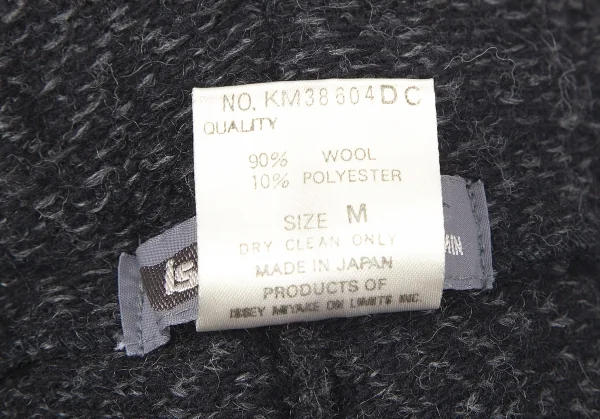 NO. KM38604DC
QUALITY
90% WOOL
10% POLYESTER
SIZE M
DRY CLEAN ONLY
MADE IN JAPAN
PRODUCTS OF
ISSEY MIYAKE ON LIMITS INC.